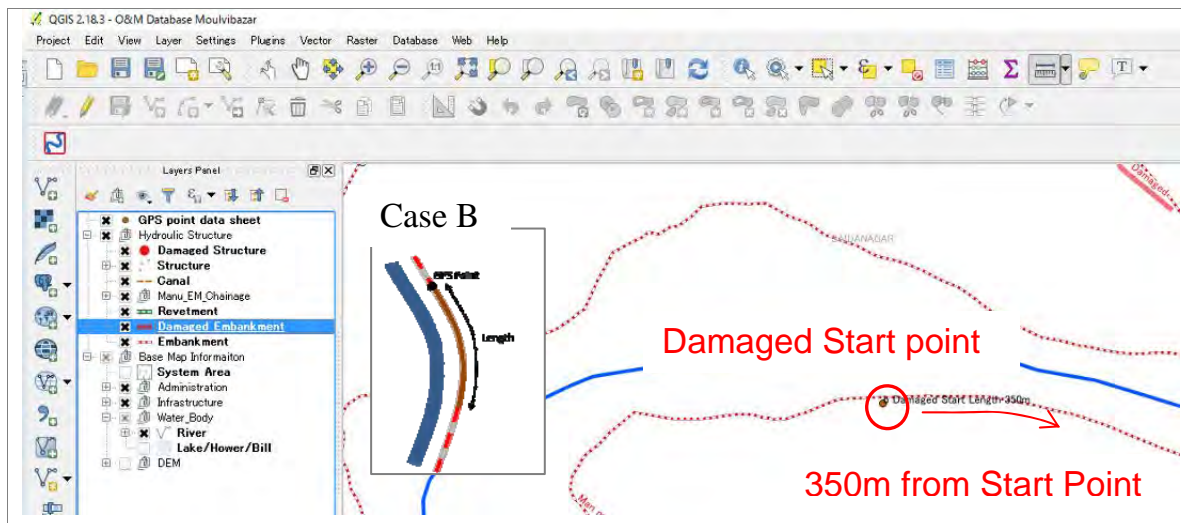 QGIS 2.18.3 - O&M Database Moulvibazar
Project Edit View Layer Settings Plugins Vector Raster Database Web Help
Layers Panel
GPS point data sheet
Hydraulic Structure
Damaged Structure
Structure
Canal
Manu_EM_Chainage
Revetment
Damaged Embankment
Embankment
Base Map Informaiton
System Area
Administration
Infrastructure
Water_Body
River
Lake/Hower/Bill
DEM
Case B
GPS Point
Length
Damaged
Damaged Start point
Damaged Start Length-350m
350m from Start Point